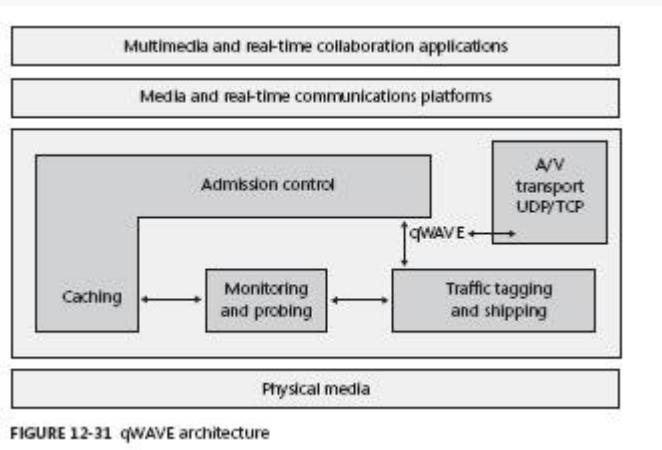 Multimedia and real-time collaboration applications
Media and real-time communications platforms
Admission control
A/V
transport
UDP/TCP
qWAVE
Caching
Monitoring
and probing
Traffic tagging
and shipping
Physical media
FIGURE 12-31 qWAVE architecture